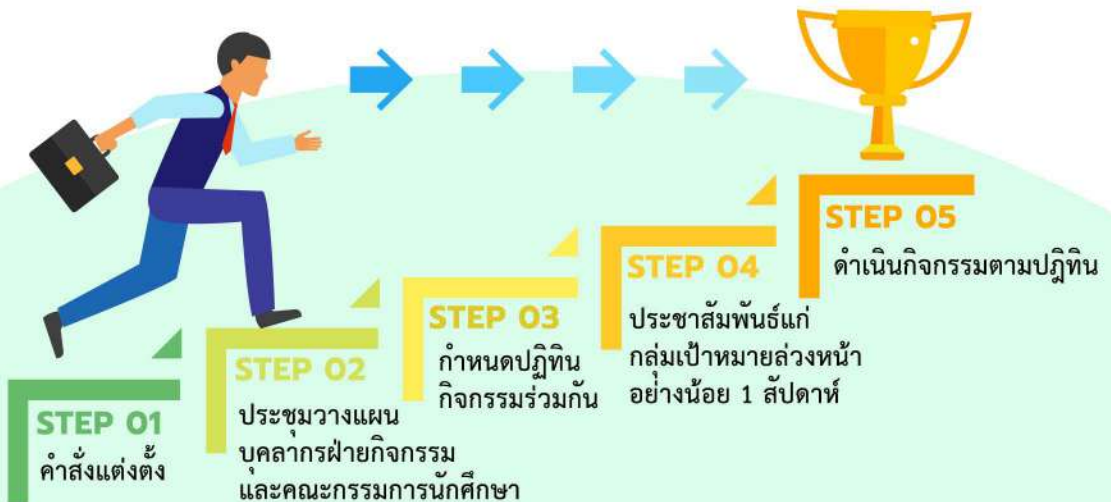 STEP 01
คำสั่งแต่งตั้ง
STEP 02
ประชุมวางแผน
บุคลากรฝ่ายกิจกรรม
และคณะกรรมการนักศึกษา
STEP 03
กำหนดปฏิทิน
กิจกรรมร่วมกัน
STEP 04
ประชาสัมพันธ์แก่
กลุ่มเป้าหมายล่วงหน้า
อย่างน้อย 1 สัปดาห์
STEP 05
ดำเนินกิจกรรมตามปฎิทิน